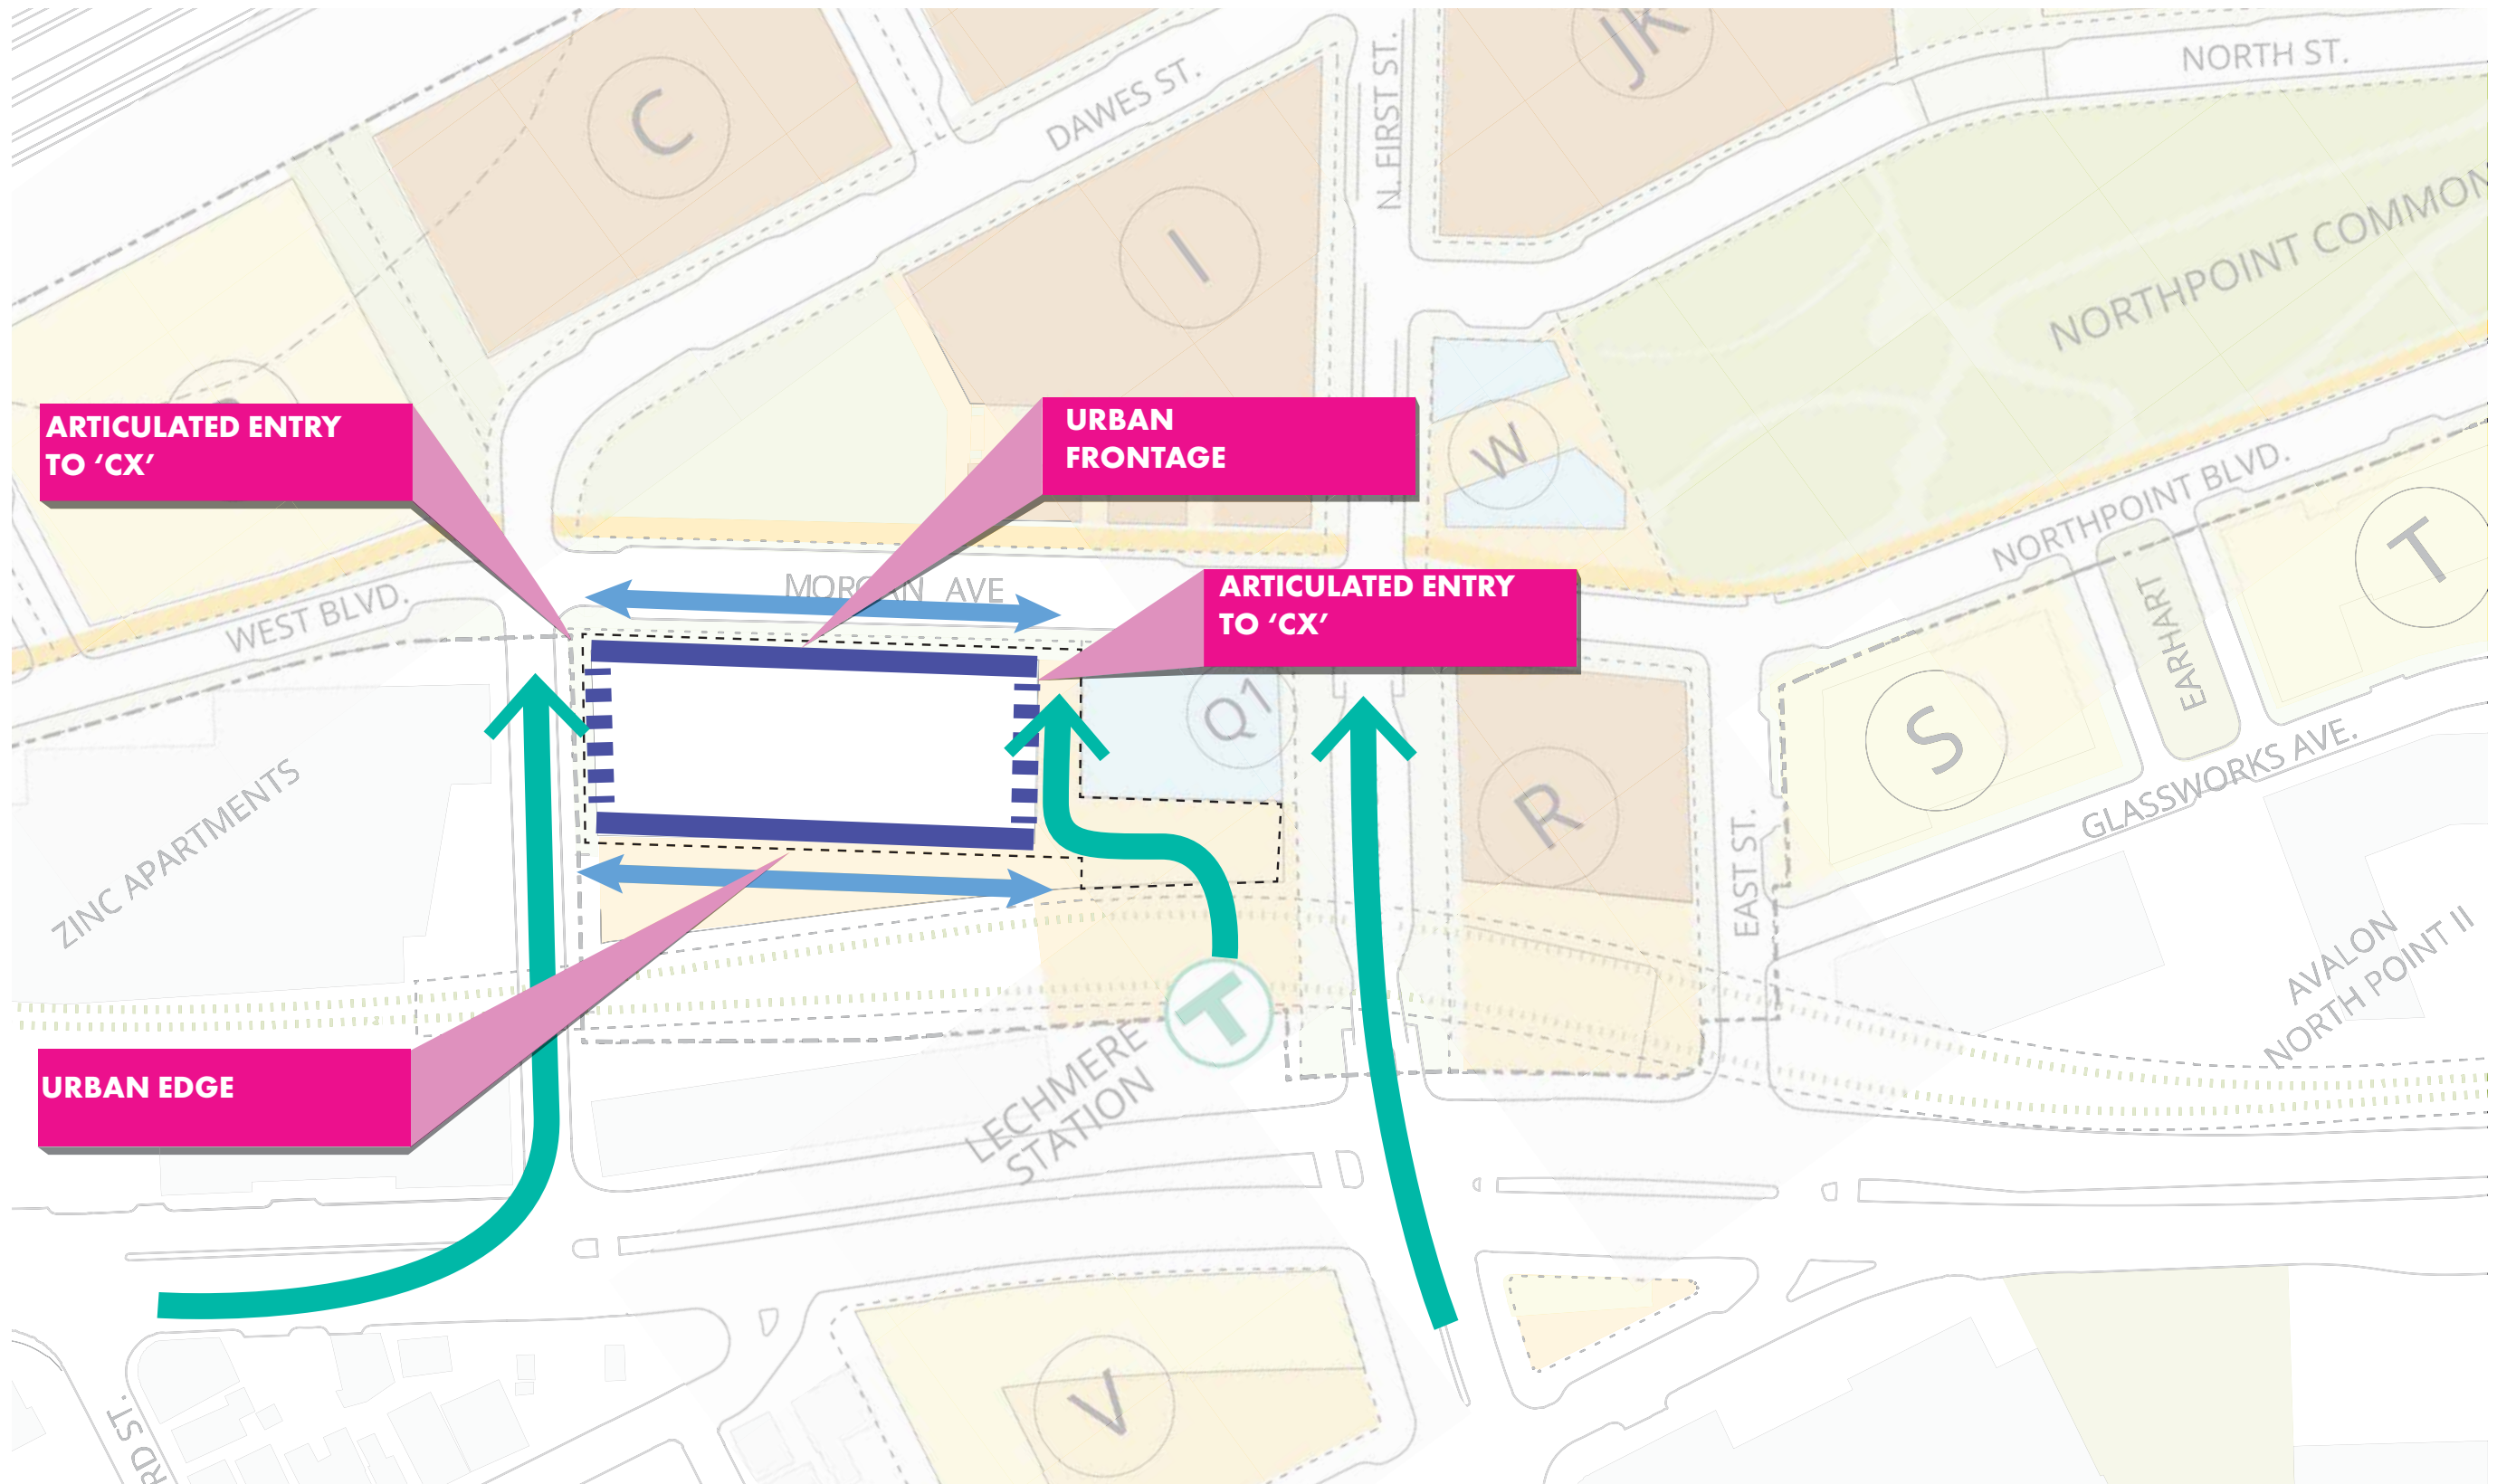 C
DAWES ST.
N. FIRST ST.
JK
NORTH ST.
I
NORTHPOINT COMMON
ARTICULATED ENTRY
TO ‘CX’
URBAN
FRONTAGE
W
NORTHPOINT BLVD.
T
MORGAN AVE
WEST BLVD.
ARTICULATED ENTRY
TO ‘CX’
EARHART
Q1
S
R
GLASSWORKS AVE.
ZINC APARTMENTS
EAST ST.
AVALON
NORTH POINT II
T
LECHMERE
STATION
URBAN EDGE
V
RD ST.